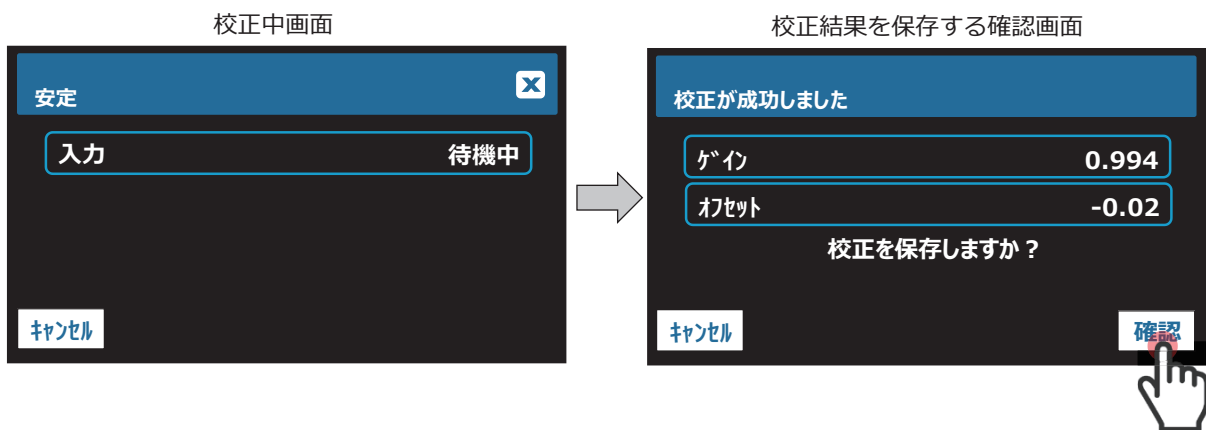 校正中画面
安定
X
入力 待機中
キャンセル
校正結果を保存する確認画面
校正が成功しました
ゲイン 0.994
オフセット -0.02
校正を保存しますか？
キャンセル
確認